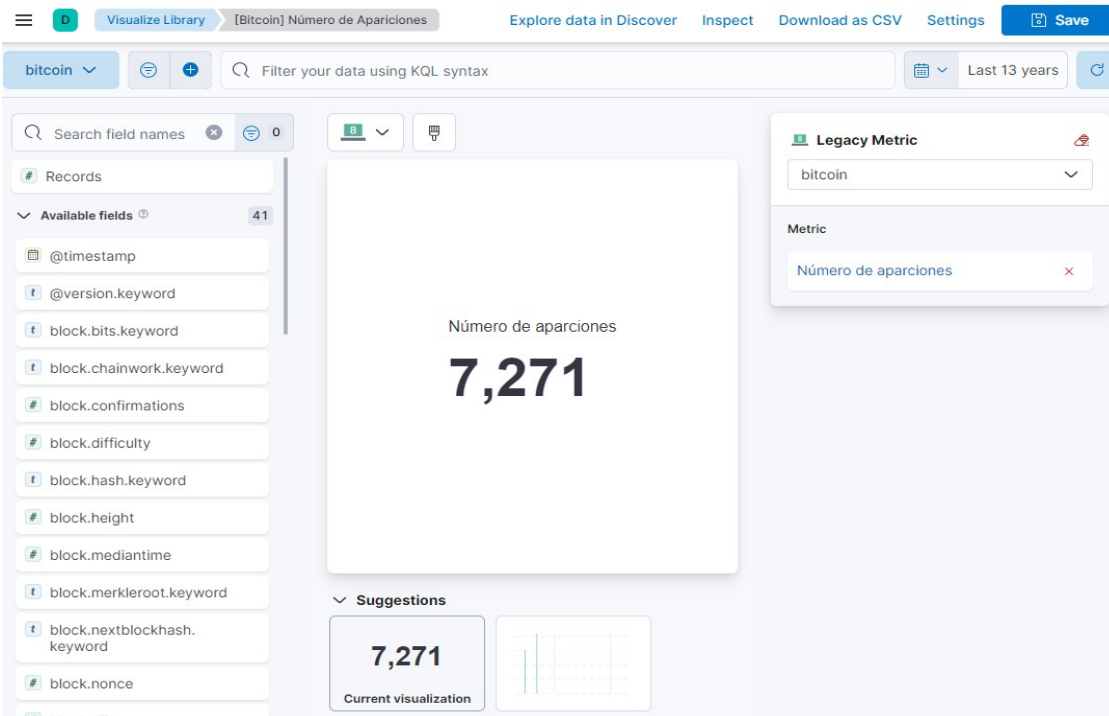 D Visualize Library [Bitcoin] Número de Apariciones Explore data in Discover Inspect Download as CSV Settings Save
bitcoin Filter your data using KQL syntax Last 13 years
Search field names 0
Records
Available fields 41
@timestamp
@version.keyword
block.bits.keyword
block.chainwork.keyword
block.confirmations
block.difficulty
block.hash.keyword
block.height
block.mediantime
block.merkleroot.keyword
block.nextblockhash.
keyword
block.nonce
Número de aparciones
7,271
Suggestions
7,271
Current visualization
Legacy Metric
bitcoin
Metric
Número de aparciones